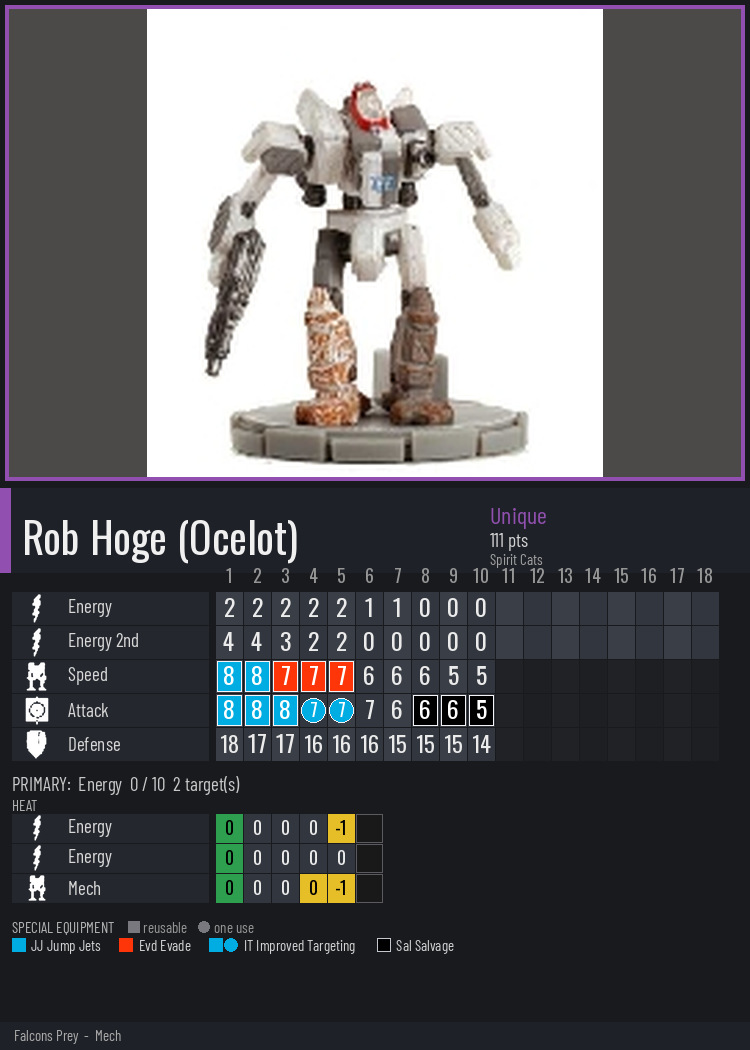 Rob Hoge (Ocelot)
Unique
111 pts
Spirit Cats
1 2 3 4 5 6 7 8 9 10 11 12 13 14 15 16 17 18
Energy 2 2 2 2 2 1 1 0 0 0
Energy 2nd 4 4 3 2 2 0 0 0 0 0
Speed 8 8 7 7 7 6 6 6 5 5
Attack 8 8 8 7 7 7 6 6 6 5
Defense 18 17 17 16 16 16 15 15 15 14
PRIMARY: Energy 0 / 10 2 target(s)
HEAT
Energy 0 0 0 0 -1
Energy 0 0 0 0 0
Mech 0 0 0 0 -1
SPECIAL EQUIPMENT reusable one use
JJ Jump Jets Evd Evade IT Improved Targeting Sal Salvage
Falcons Prey - Mech